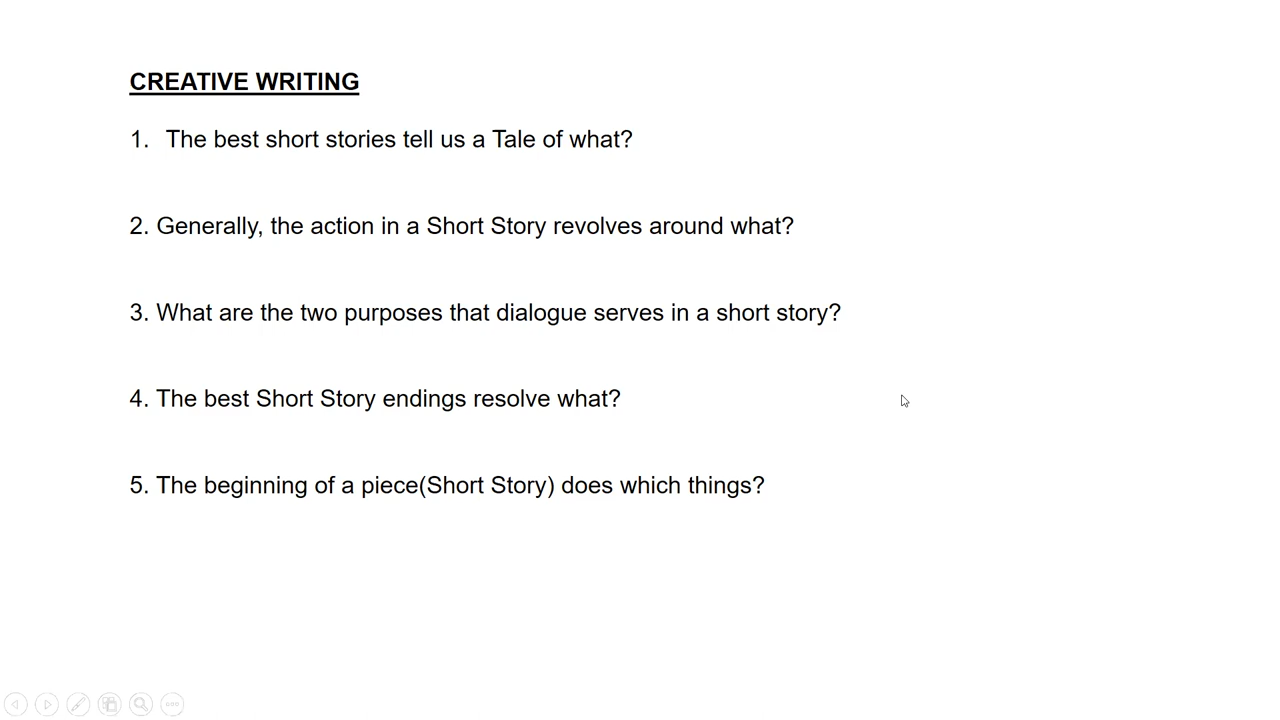 CREATIVE WRITING
1. The best short stories tell us a Tale of what?
2. Generally, the action in a Short Story revolves around what?
3. What are the two purposes that dialogue serves in a short story?
4. The best Short Story endings resolve what?
5. The beginning of a piece(Short Story) does which things?